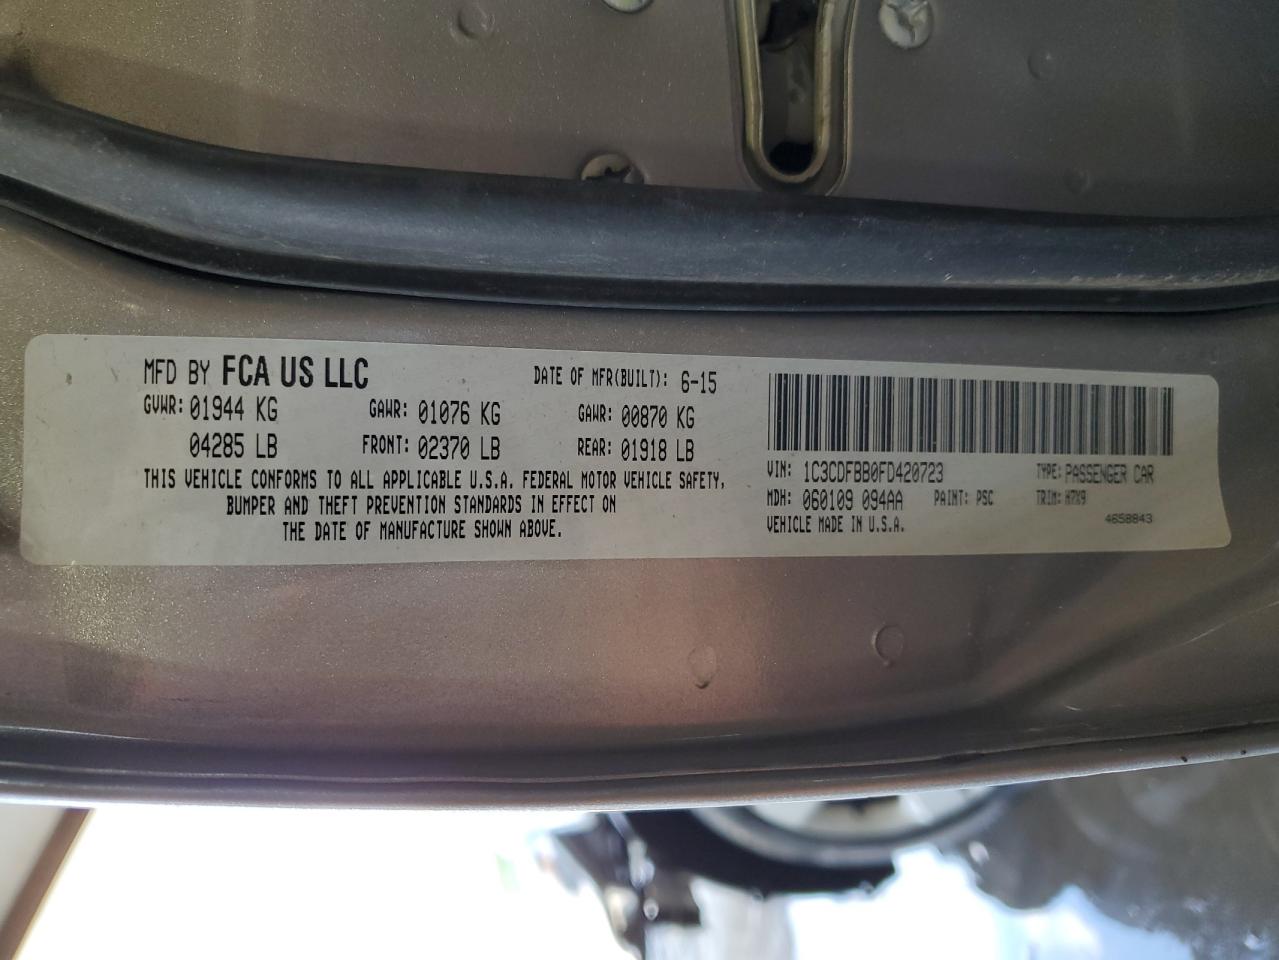 MFD BY FCA US LLC DATE OF MFR(BUILT): 6-15
GVWR: 01944 KG GAWR: 01076 KG GAWR: 00870 KG
04285 LB FRONT: 02370 LB REAR: 01918 LB
THIS VEHICLE CONFORMS TO ALL APPLICABLE U.S.A. FEDERAL MOTOR VEHICLE SAFETY,
BUMPER AND THEFT PREVENTION STANDARDS IN EFFECT ON
THE DATE OF MANUFACTURE SHOWN ABOVE.
VIN: 1C3CDFBB0FD420723 TYPE: PASSENGER CAR
MDH: 060109 094AA PAINT: PSC TRIM: H7X9
VEHICLE MADE IN U.S.A. 4658843